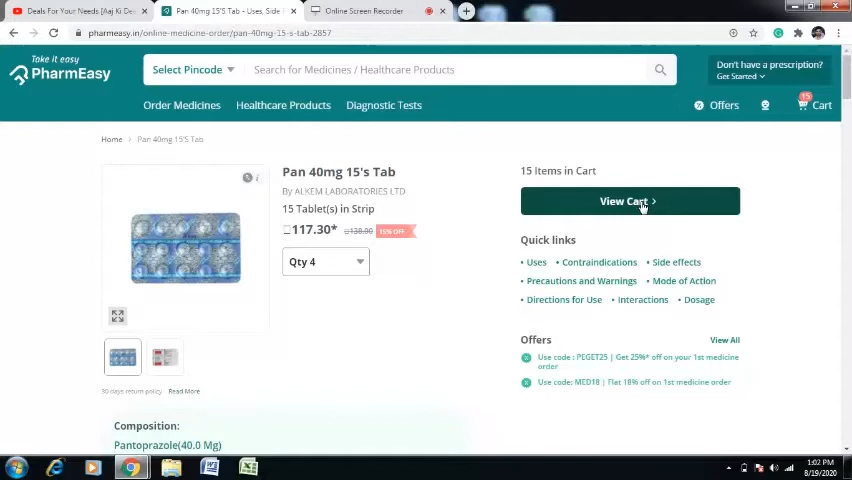 Deals For Your Needs [Aaj Ki De
Pan 40mg 15'S Tab - Uses, Side
Online Screen Recorder
pharmeasy.in/online-medicine-order/pan-40mg-15-s-tab-2857
Take it easy
PharmEasy
Select Pincode
Search for Medicines / Healthcare Products
Don't have a prescription?
Get Started
Order Medicines
Healthcare Products
Diagnostic Tests
Offers
15
Cart
Home > Pan 40mg 15'S Tab
Pan 40mg 15's Tab
By ALKEM LABORATORIES LTD
15 Tablet(s) in Strip
117.30* 138.00 15% OFF
Qty 4
15 Items in Cart
View Cart >
Quick links
• Uses • Contraindications • Side effects
• Precautions and Warnings • Mode of Action
• Directions for Use • Interactions • Dosage
Offers
View All
Use code : PEGET25 | Get 25%* off on your 1st medicine
order
Use code: MED18 | Flat 18% off on 1st medicine order
30 days return policy Read More
Composition:
Pantoprazole(40.0 Mg)
1:02 PM
8/19/2020